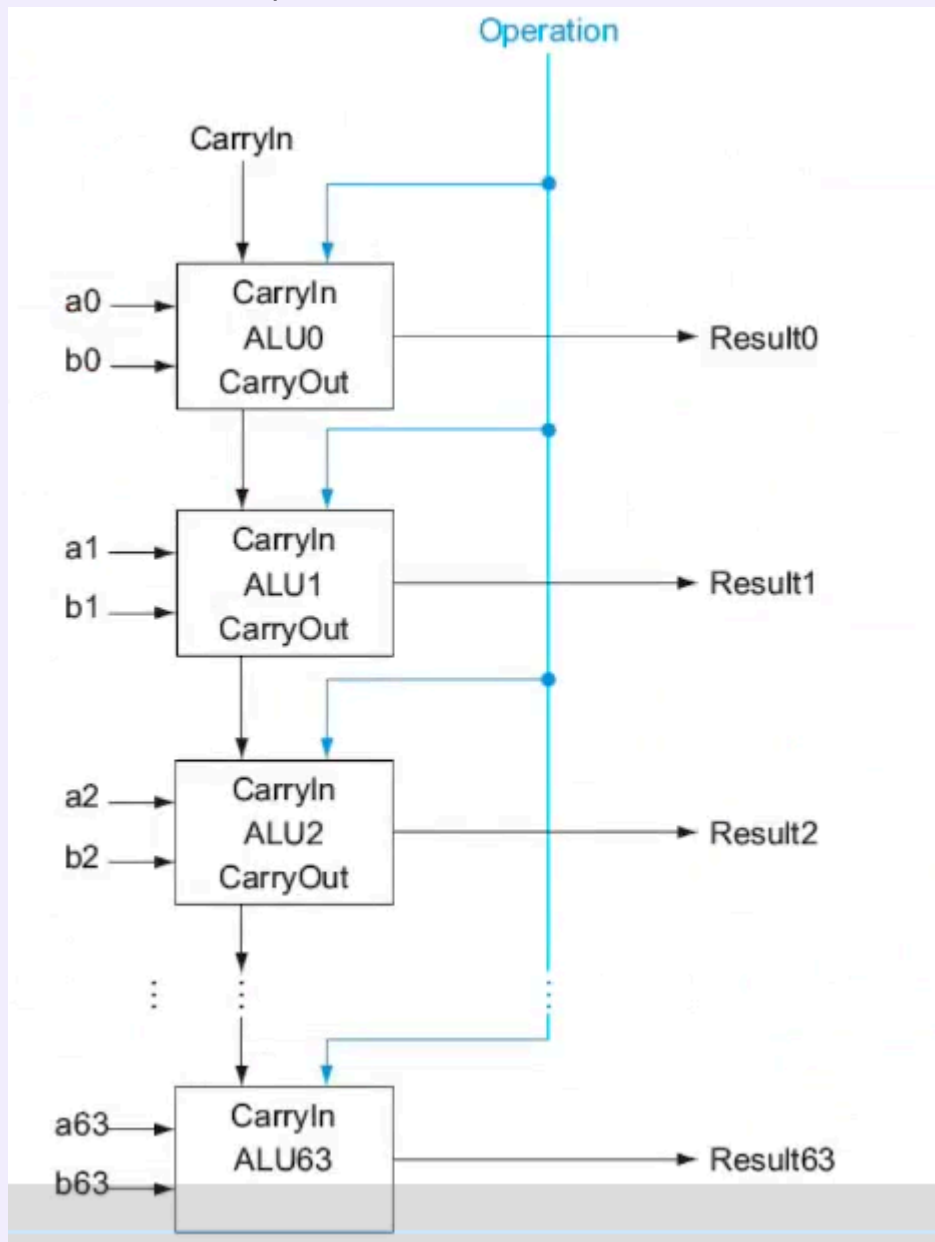 Operation
CarryIn
a0
b0
CarryIn
ALU0
CarryOut
Result0
a1
b1
CarryIn
ALU1
CarryOut
Result1
a2
b2
CarryIn
ALU2
CarryOut
Result2
a63
b63
CarryIn
ALU63
Result63